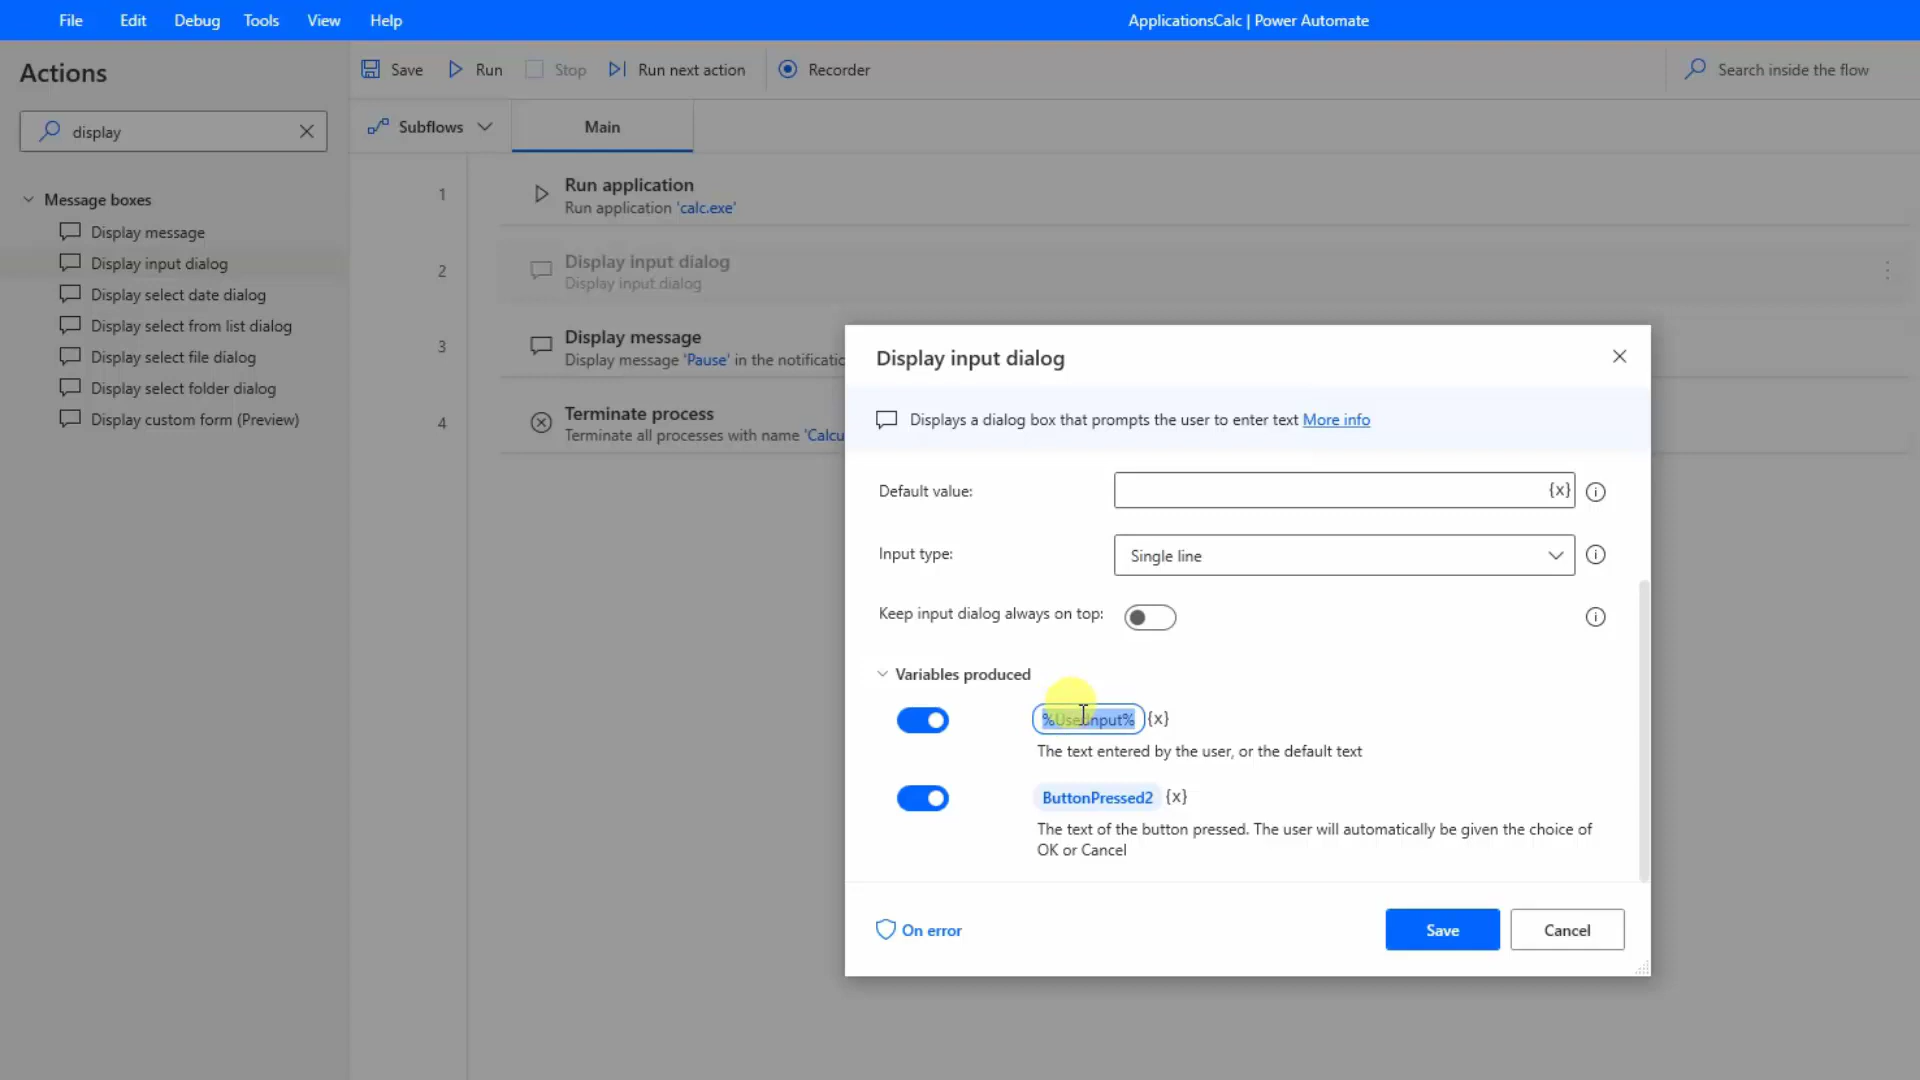 File Edit Debug Tools View Help ApplicationsCalc | Power Automate
Actions
Save Run Stop Run next action Recorder Search inside the flow
display
Subflows Main
Message boxes
Display message
Display input dialog
Display select date dialog
Display select from list dialog
Display select file dialog
Display select folder dialog
Display custom form (Preview)
1
Run application
Run application 'calc.exe'
2
Display input dialog
Display input dialog
3
Display message
Display message 'Pause' in the notificatio
4
Terminate process
Terminate all processes with name 'Calcu
Display input dialog
Displays a dialog box that prompts the user to enter text More info
Default value: {x}
Input type: Single line
Keep input dialog always on top:
Variables produced
%UserInput% {x}
The text entered by the user, or the default text
ButtonPressed2 {x}
The text of the button pressed. The user will automatically be given the choice of
OK or Cancel
On error Save Cancel